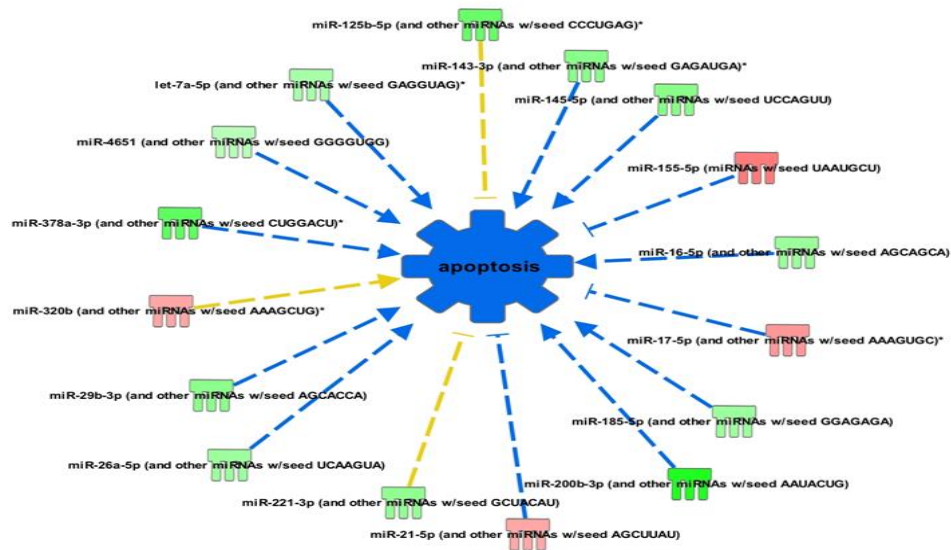 miR-125b-5p (and other miRNAs w/seed CCCUGAG)*
miR-143-3p (and other miRNAs w/seed GAGAUGA)*
let-7a-5p (and other miRNAs w/seed GAGGUAG)*
miR-145-5p (and other miRNAs w/seed UCCAGUU)
miR-4651 (and other miRNAs w/seed GGGGUGG)
miR-155-5p (miRNAs w/seed UAAUGCU)
miR-378a-3p (and other miRNAs w/seed CUGGACU)*
miR-16-5p (and other miRNAs w/seed AGCAGCA)
apoptosis
miR-320b (and other miRNAs w/seed AAAGCUG)*
miR-17-5p (and other miRNAs w/seed AAAGUGC)*
miR-29b-3p (and other miRNAs w/seed AGCACCA)
miR-185-5p (and other miRNAs w/seed GGAGAGA)
miR-26a-5p (and other miRNAs w/seed UCAAGUA)
miR-200b-3p (and other miRNAs w/seed AAUACUG)
miR-221-3p (and other miRNAs w/seed GCUACAU)
miR-21-5p (and other miRNAs w/seed AGCUUAU)